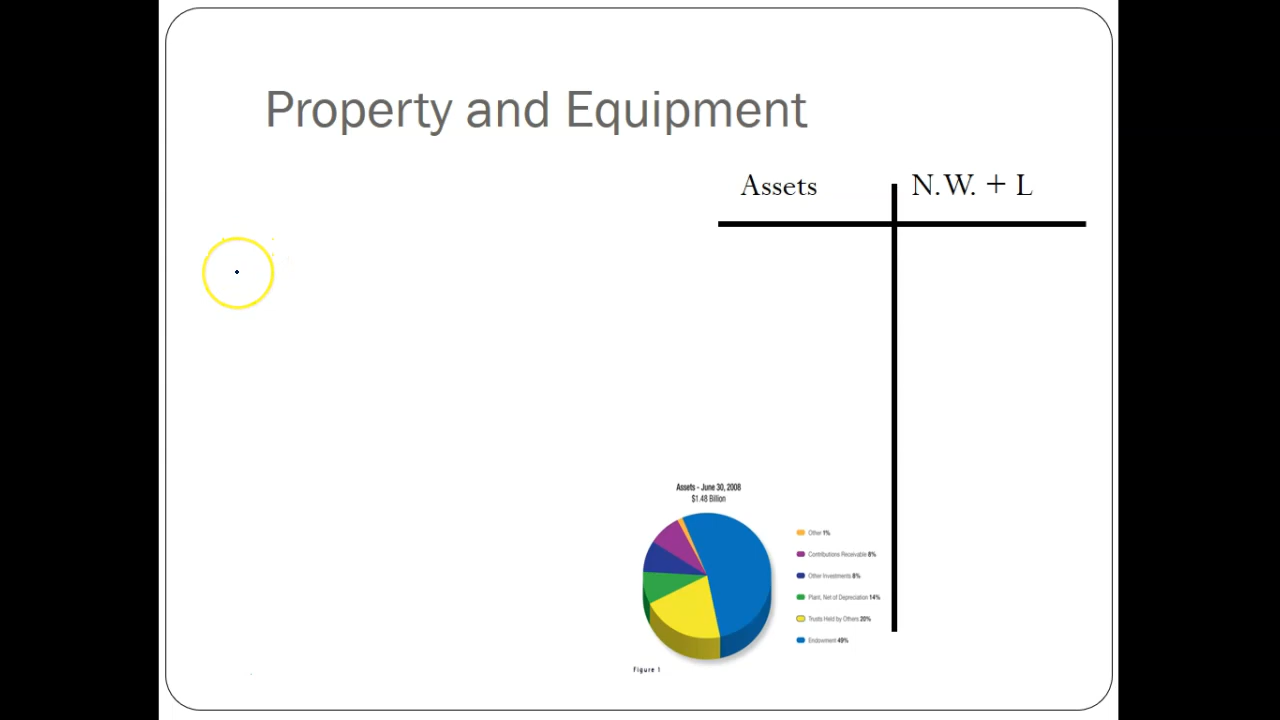 Property and Equipment
Assets
N.W. + L
Assets - June 30, 2008
$1.48 Billion
Other 1%
Contributions Receivable 8%
Other Investments 8%
Plant, Net of Depreciation 14%
Trusts Held by Others 20%
Endowment 49%
Figure 1